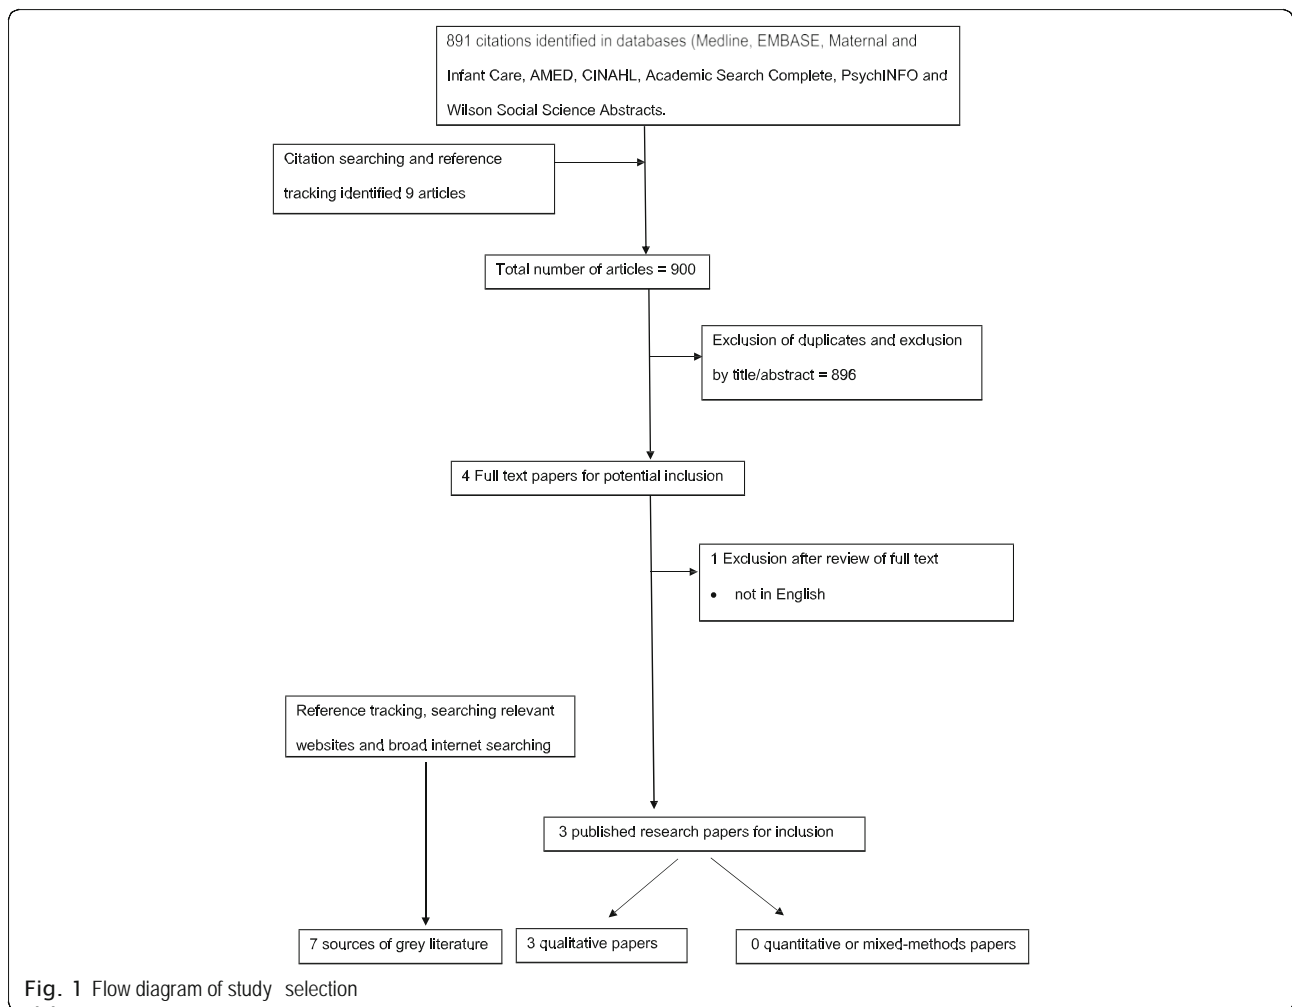 891 citations identified in databases (Medline, EMBASE, Maternal and
Infant Care, AMED, CINAHL, Academic Search Complete, PsychINFO and
Wilson Social Science Abstracts.
Citation searching and reference
tracking identified 9 articles
Total number of articles = 900
Exclusion of duplicates and exclusion
by title/abstract = 896
4 Full text papers for potential inclusion
1 Exclusion after review of full text
• not in English
Reference tracking, searching relevant
websites and broad internet searching
3 published research papers for inclusion
7 sources of grey literature
3 qualitative papers
0 quantitative or mixed-methods papers
Fig. 1 Flow diagram of study selection